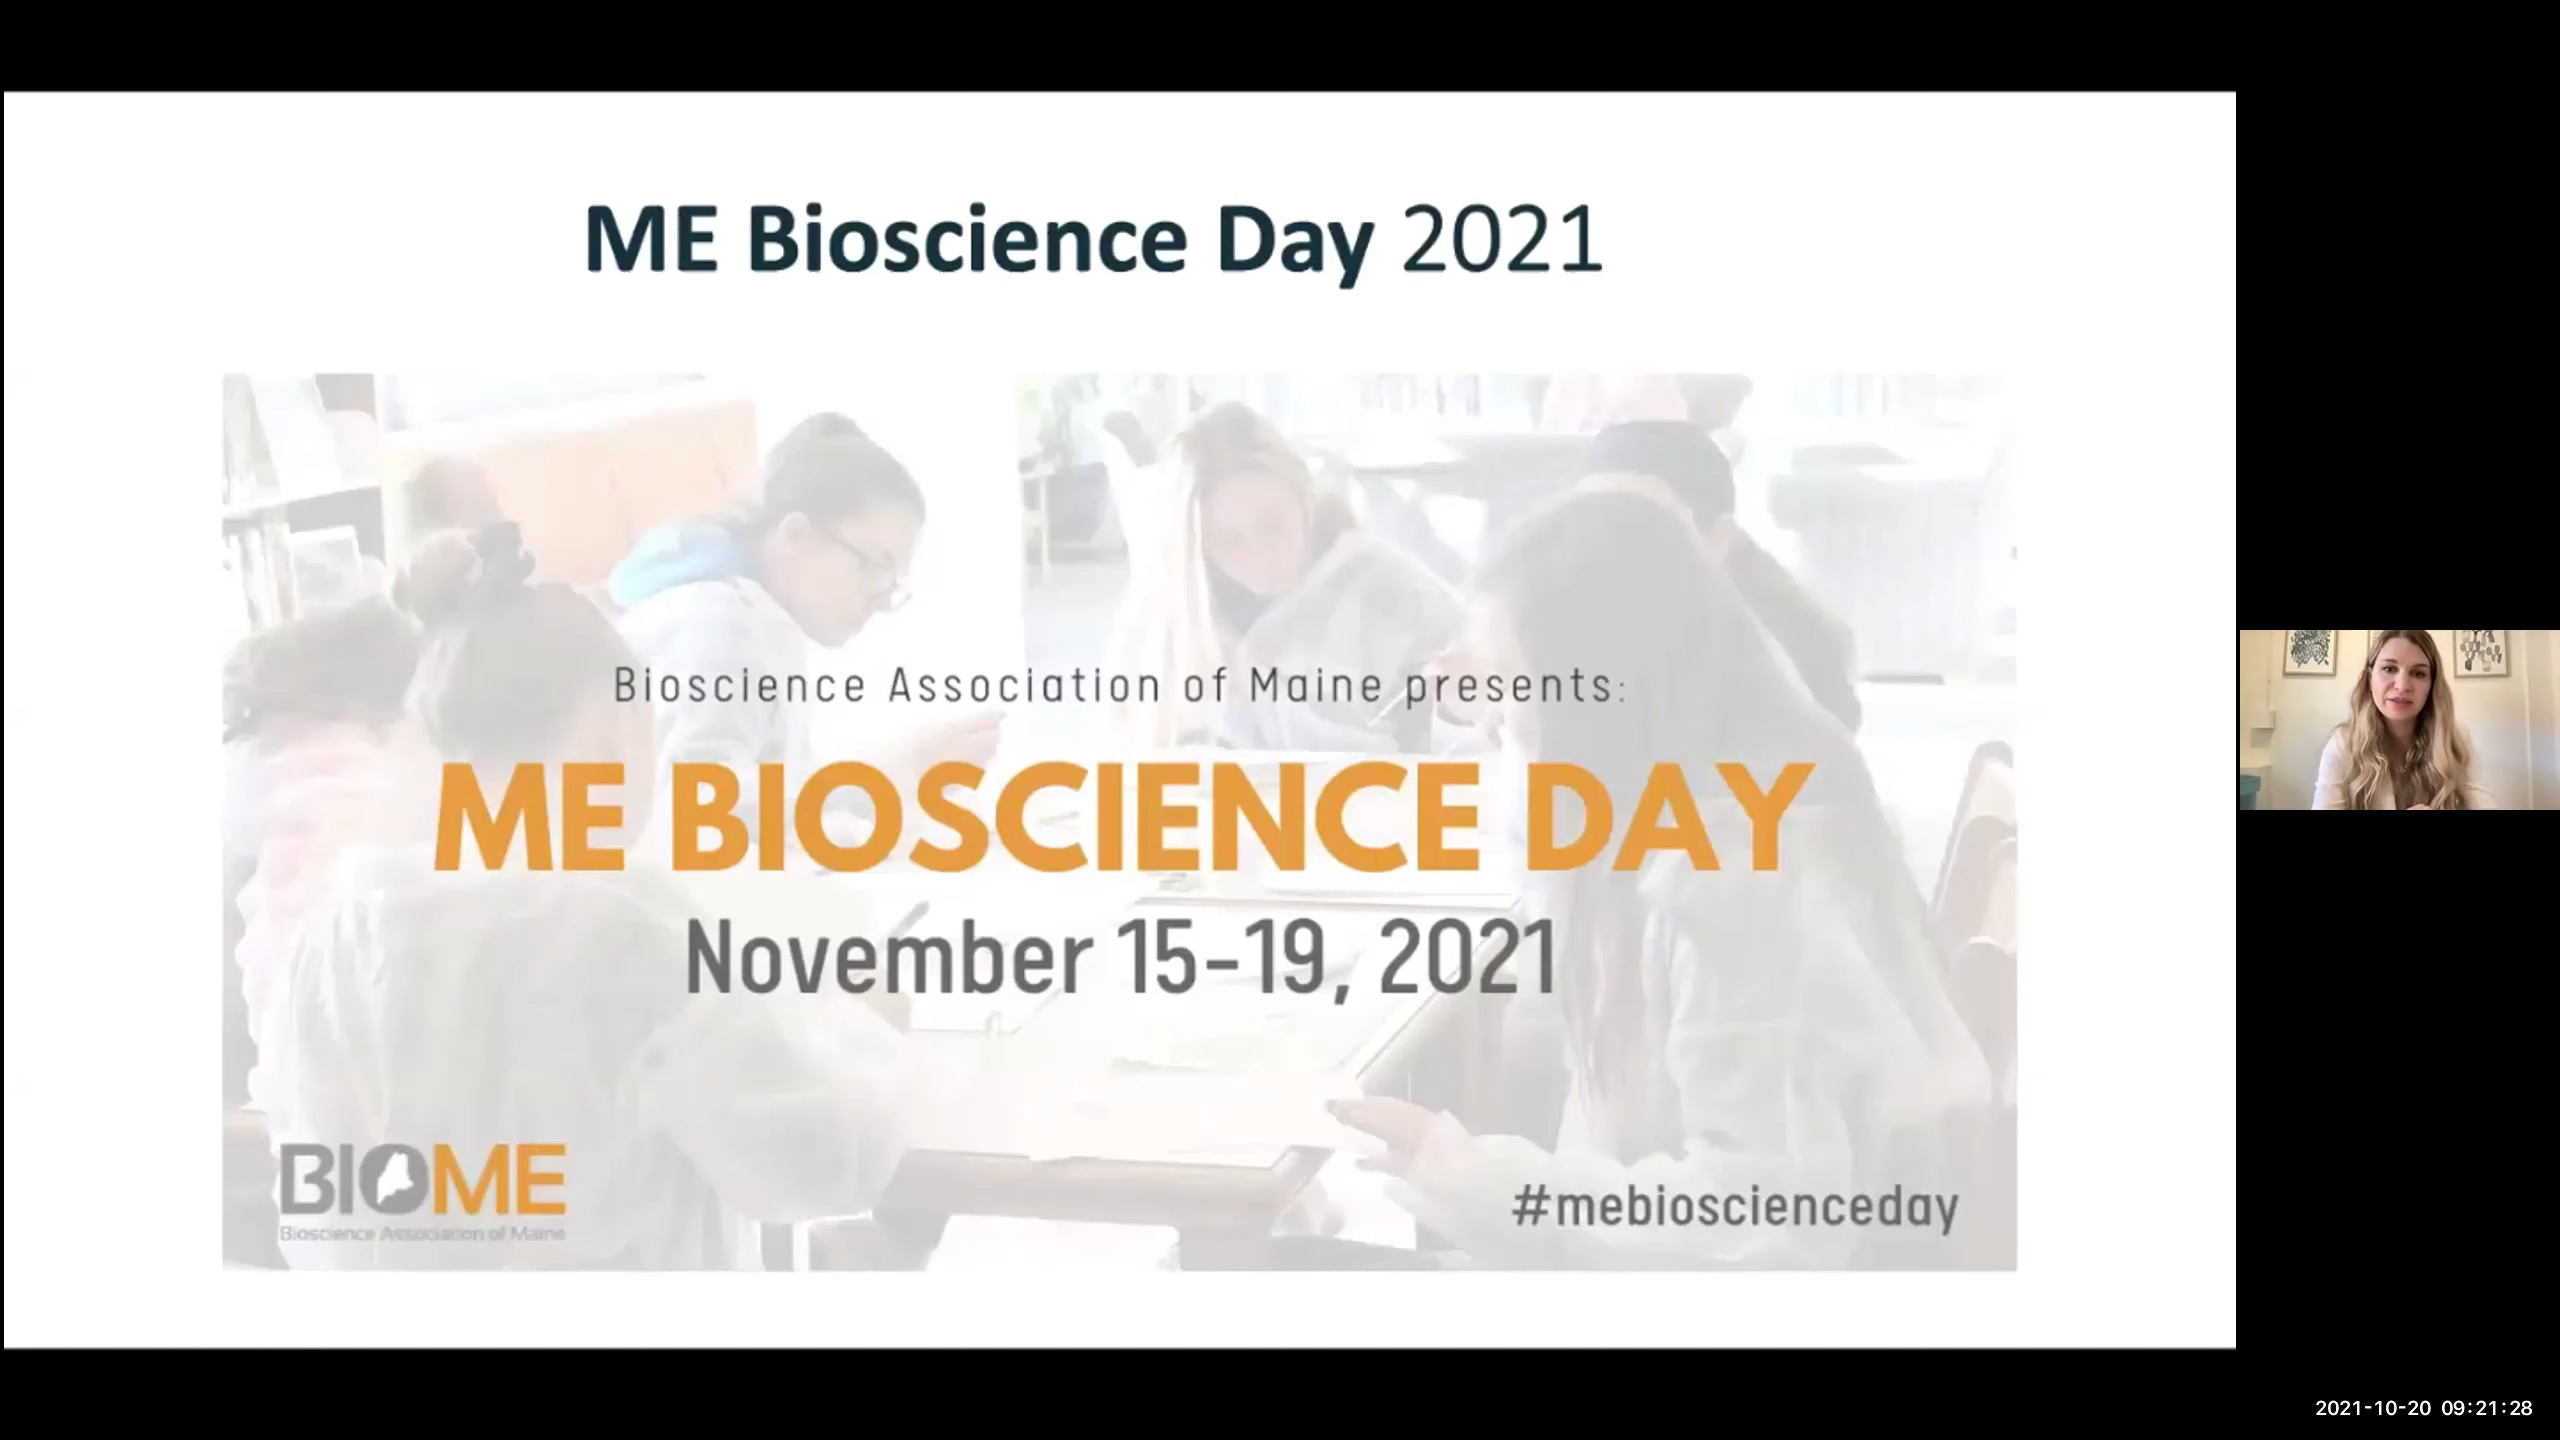 ME Bioscience Day 2021
Bioscience Association of Maine presents:
ME BIOSCIENCE DAY
November 15-19, 2021
BIOME
Bioscience Association of Maine
#mebioscienceday
2021-10-20 09:21:28